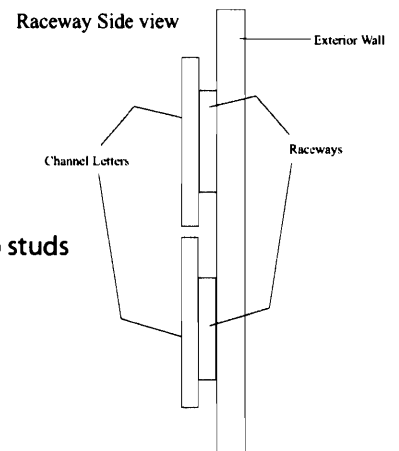 Raceway Side view
Exterior Wall
Raceways
Channel Letters
studs